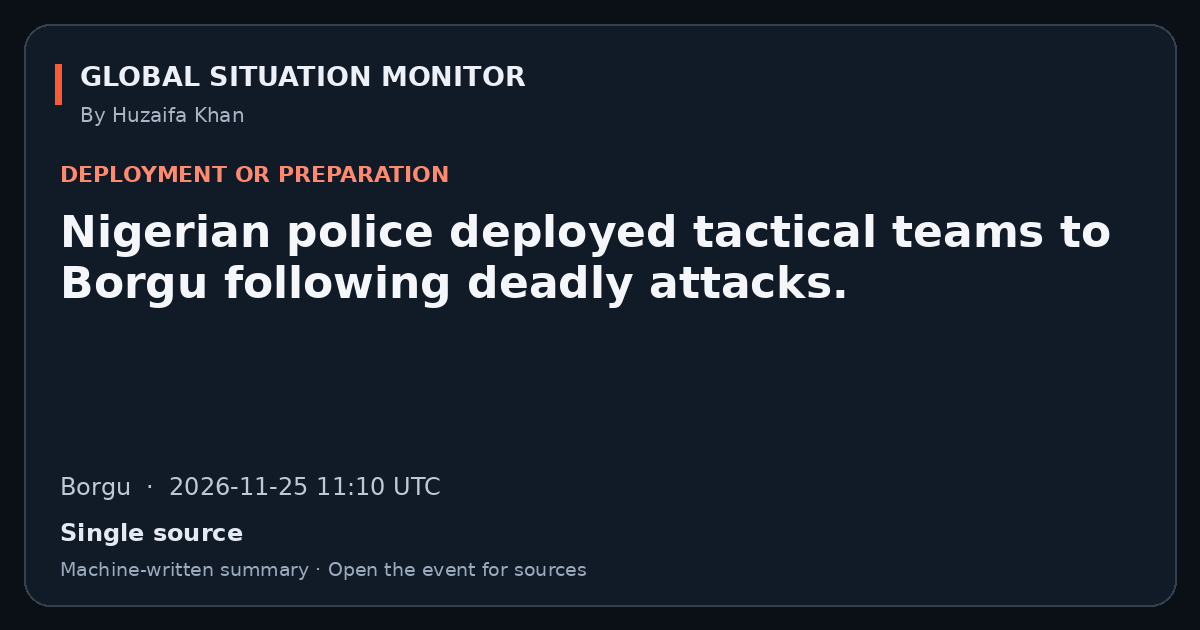 GLOBAL SITUATION MONITOR
By Huzaifa Khan
DEPLOYMENT OR PREPARATION
Nigerian police deployed tactical teams to
Borgu following deadly attacks.
Borgu · 2026-11-25 11:10 UTC
Single source
Machine-written summary · Open the event for sources